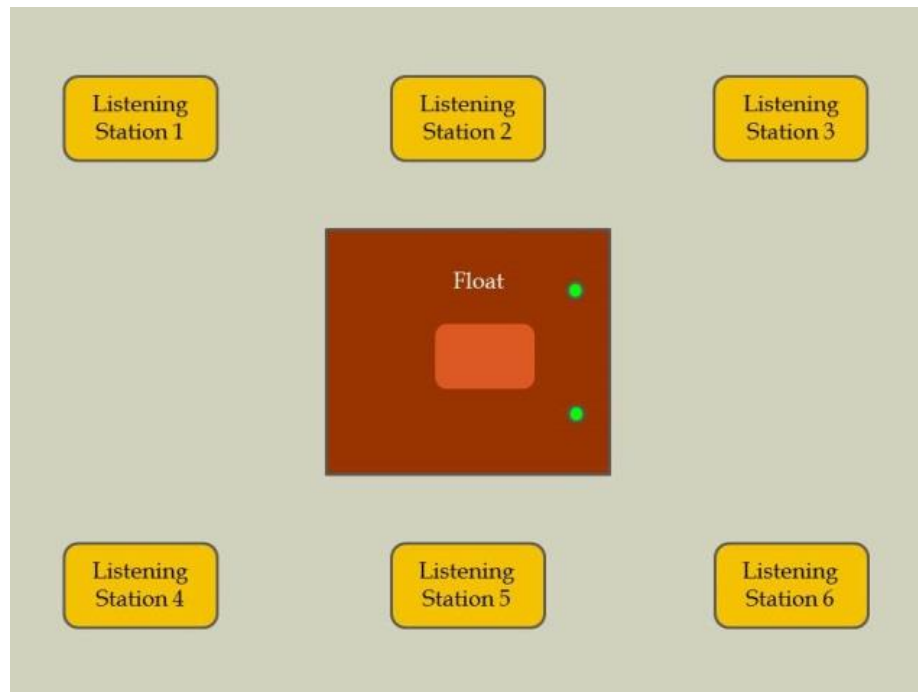 Listening
Station 1
Listening
Station 2
Listening
Station 3
Float
Listening
Station 4
Listening
Station 5
Listening
Station 6